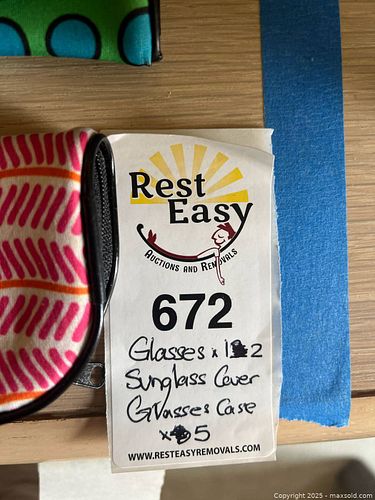 Rest
Easy
AUCTIONS AND REMOVALS
672
Glasses x 2
Sunglass Cover
Glasses Case
x 5
WWW.RESTEASYREMOVALS.COM
Copyright 2025 - maxsold.com